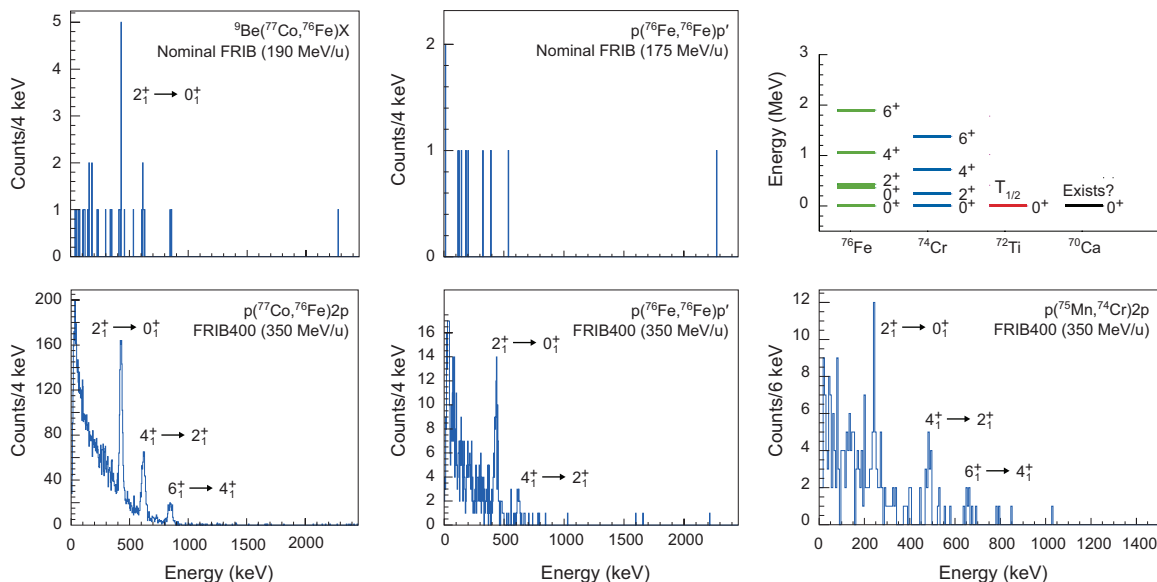 ⁹Be(⁷⁷Co,⁷⁶Fe)X
Nominal FRIB (190 MeV/u)
2₁⁺ → 0₁⁺
Counts/4 keV
5
4
3
2
1
0
p(⁷⁶Fe,⁷⁶Fe)p′
Nominal FRIB (175 MeV/u)
Counts/4 keV
2
1
0
Energy (MeV)
3
2
1
0
6⁺
4⁺
2⁺
0⁺
0⁺
6⁺
4⁺
2⁺
0⁺
T₁/₂
0⁺
Exists?
0⁺
⁷⁶Fe ⁷⁴Cr ⁷²Ti ⁷⁰Ca
p(⁷⁷Co,⁷⁶Fe)2p
FRIB400 (350 MeV/u)
2₁⁺ → 0₁⁺
4₁⁺ → 2₁⁺
6₁⁺ → 4₁⁺
Counts/4 keV
200
160
120
80
40
0
0 500 1000 1500 2000
Energy (keV)
p(⁷⁶Fe,⁷⁶Fe)p′
FRIB400 (350 MeV/u)
2₁⁺ → 0₁⁺
4₁⁺ → 2₁⁺
Counts/4 keV
16
14
12
10
8
6
4
2
0
0 500 1000 1500 2000
Energy (keV)
p(⁷⁵Mn,⁷⁴Cr)2p
FRIB400 (350 MeV/u)
2₁⁺ → 0₁⁺
4₁⁺ → 2₁⁺
6₁⁺ → 4₁⁺
Counts/6 keV
12
10
8
6
4
2
0
0 200 400 600 800 1000 1200 1400
Energy (keV)